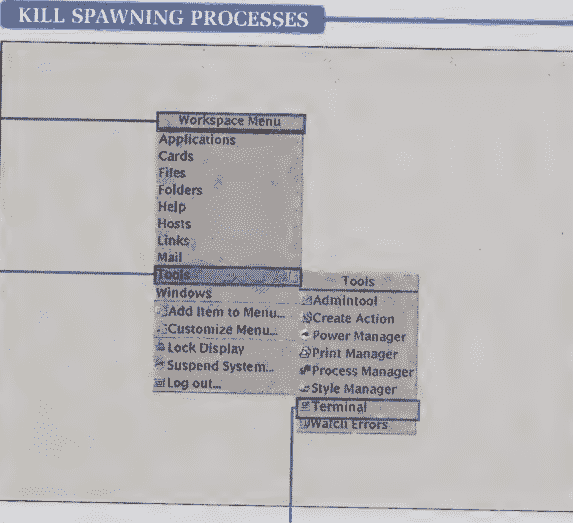 KILL SPAWNING PROCESSES
Workspace Menu
Applications
Cards
Files
Folders
Help
Hosts
Links
Mail
Tools
Windows
Add Item to Menu...
Customize Menu...
Lock Display
Suspend System...
Log out...
Tools
Admintool
Create Action
Power Manager
Print Manager
Process Manager
Style Manager
Terminal
Watch Errors